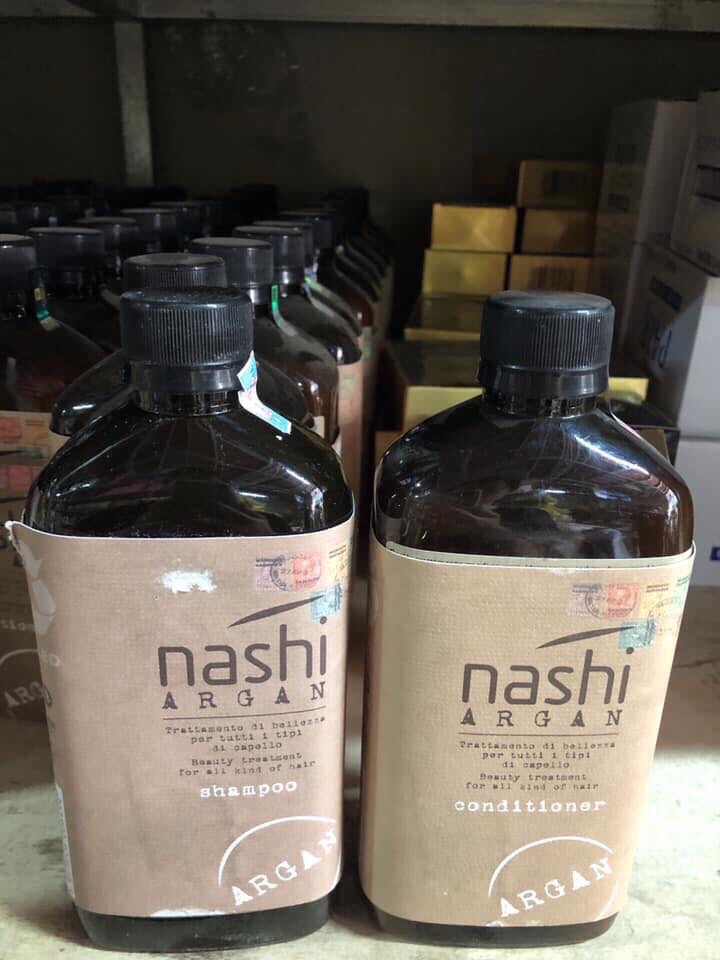 nashi
ARGAN
Trattamento di bellezza
per tutti i tipi
di capello
Beauty treatment
for all kind of hair
shampoo
ARGAN
nashi
ARGAN
Trattamento di bellezza
per tutti i tipi
di capello
Beauty treatment
for all kind of hair
conditioner
ARGAN